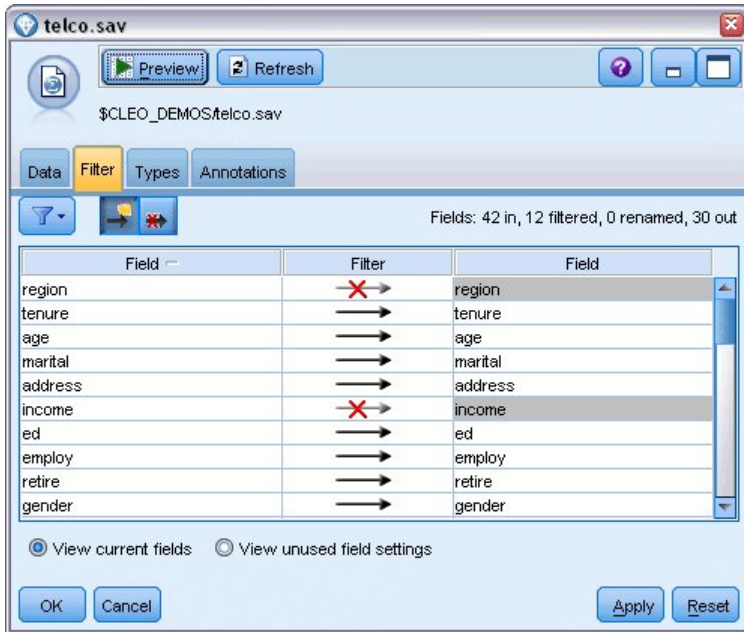 telco.sav
Preview Refresh
$CLEO_DEMOS/telco.sav
Data Filter Types Annotations
Fields: 42 in, 12 filtered, 0 renamed, 30 out
Field Filter Field
region region
tenure tenure
age age
marital marital
address address
income income
ed ed
employ employ
retire retire
gender gender
View current fields View unused field settings
OK Cancel Apply Reset